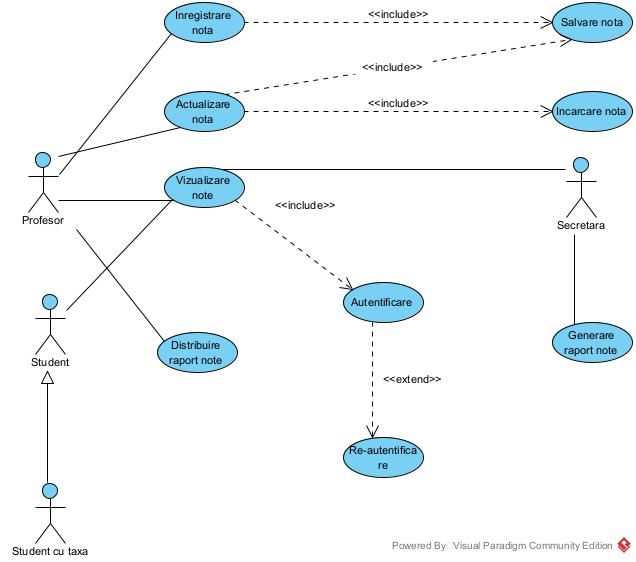 Inregistrare
nota
<<include>>
Salvare nota
<<include>>
Actualizare
nota
<<include>>
Incarcare nota
Profesor
Vizualizare
note
<<include>>
Secretara
Autentificare
Student
Distribuire
raport note
<<extend>>
Generare
raport note
Re-autentifica
re
Student cu taxa
Powered By Visual Paradigm Community Edition